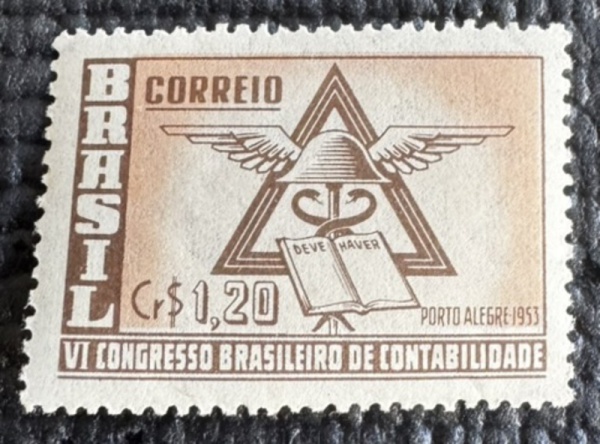 BRASIL
CORREIO
DEVE HAVER
Cr$ 1,20
PORTO ALEGRE 1953
VI CONGRESSO BRASILEIRO DE CONTABILIDADE